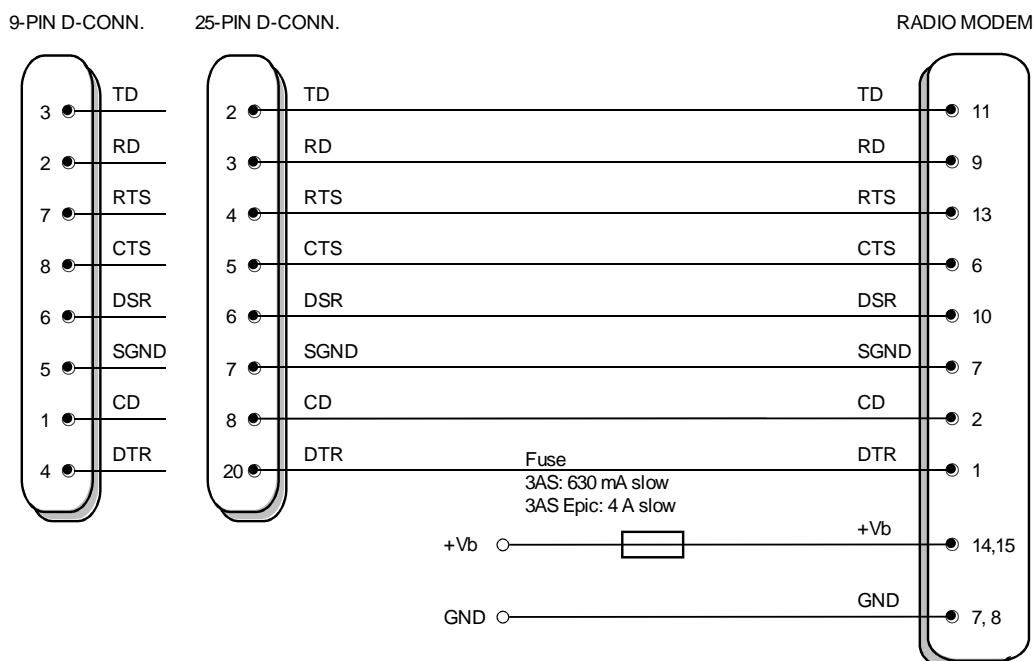 9-PIN D-CONN. 25-PIN D-CONN. RADIO MODEM
3 TD 2 TD TD 11
2 RD 3 RD RD 9
7 RTS 4 RTS RTS 13
8 CTS 5 CTS CTS 6
6 DSR 6 DSR DSR 10
5 SGND 7 SGND SGND 7
1 CD 8 CD CD 2
4 DTR 20 DTR DTR 1
Fuse
3AS: 630 mA slow
3AS Epic: 4 A slow
+Vb +Vb 14,15
GND GND 7, 8